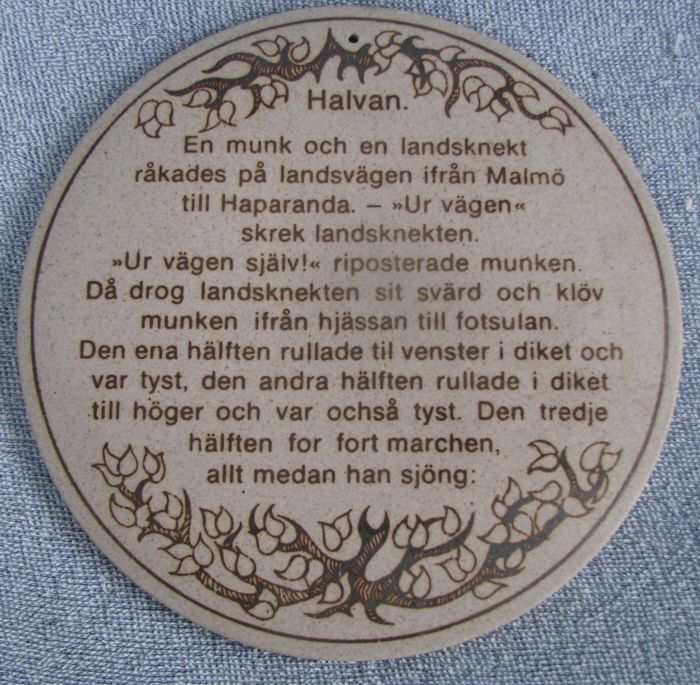 Halvan.
En munk och en landsknekt
råkades på landsvägen ifrån Malmö
till Haparanda. – »Ur vägen«
skrek landsknekten.
»Ur vägen själv!« riposterade munken.
Då drog landsknekten sit svärd och klöv
munken ifrån hjässan till fotsulan.
Den ena hälften rullade til venster i diket och
var tyst, den andra hälften rullade i diket
till höger och var ochså tyst. Den tredje
hälften for fort marchen,
allt medan han sjöng: